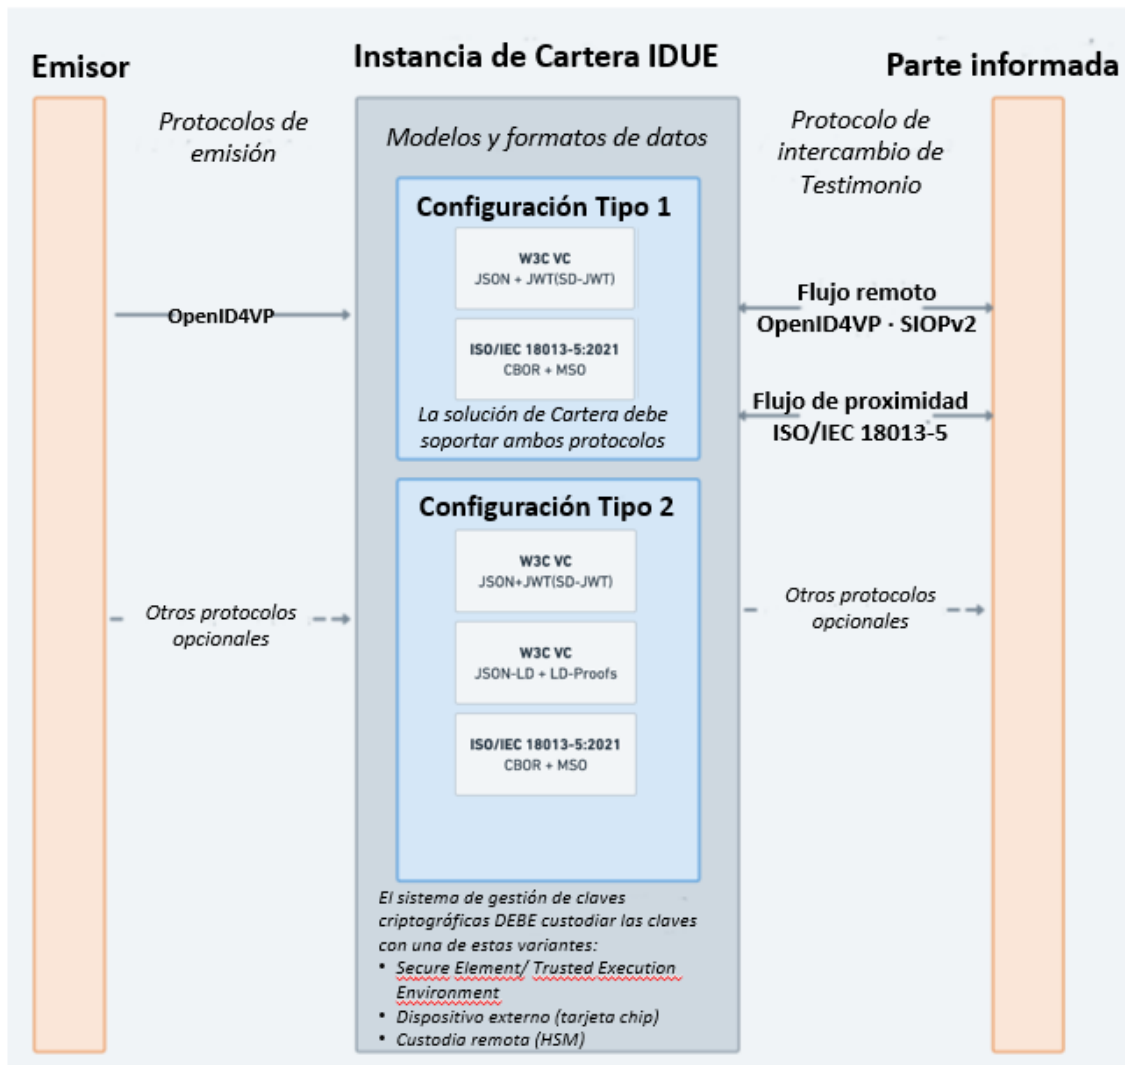 Emisor
Instancia de Cartera IDUE
Parte informada
Protocolos de
emisión
Modelos y formatos de datos
Protocolo de
intercambio de
Testimonio
Configuración Tipo 1
W3C VC
JSON + JWT(SD-JWT)
ISO/IEC 18013-5:2021
CBOR + MSO
La solución de Cartera debe
soportar ambos protocolos
OpenID4VP
Flujo remoto
OpenID4VP · SIOPv2
Flujo de proximidad
ISO/IEC 18013-5
Configuración Tipo 2
W3C VC
JSON+JWT(SD-JWT)
W3C VC
JSON-LD + LD-Proofs
ISO/IEC 18013-5:2021
CBOR + MSO
Otros protocolos
opcionales
Otros protocolos
opcionales
El sistema de gestión de claves
criptográficas DEBE custodiar las claves
con una de estas variantes:
• Secure Element/ Trusted Execution
Environment
• Dispositivo externo (tarjeta chip)
• Custodia remota (HSM)